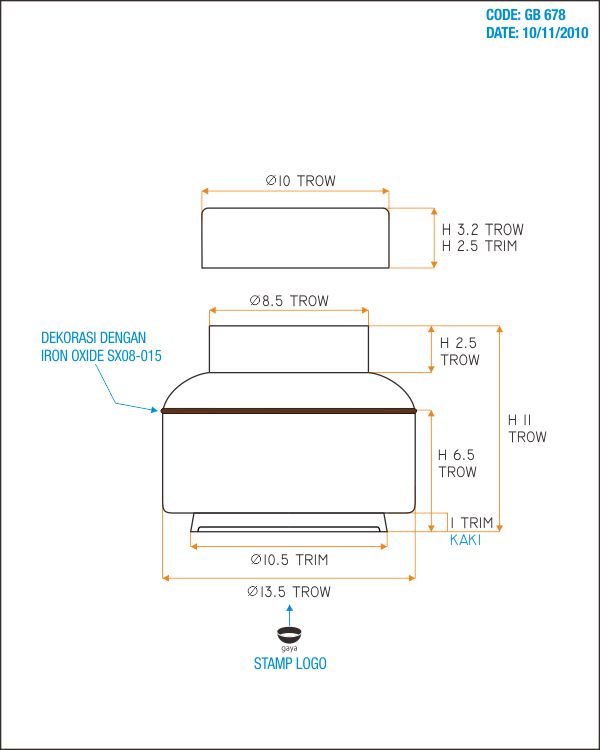 CODE: GB 678
DATE: 10/11/2010
Ø10 TROW
H 3.2 TROW
H 2.5 TRIM
Ø8.5 TROW
DEKORASI DENGAN
IRON OXIDE SX08-015
H 2.5
TROW
H 11
TROW
H 6.5
TROW
1 TRIM
KAKI
Ø10.5 TRIM
Ø13.5 TROW
gaya
STAMP LOGO